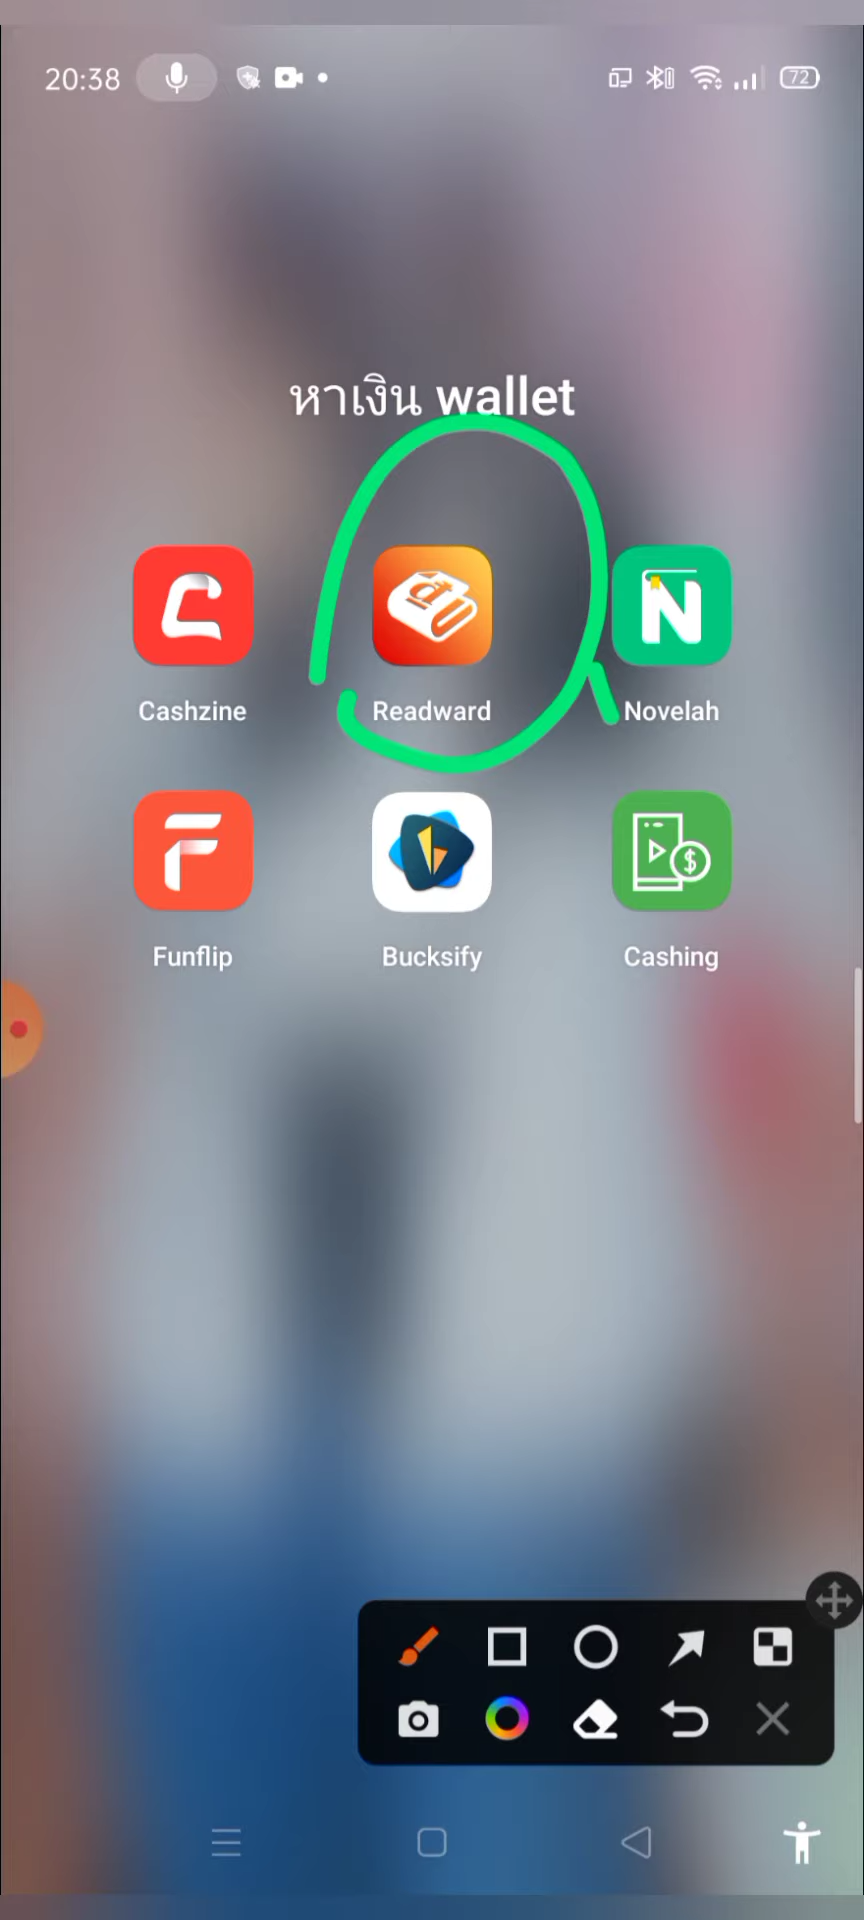 20:38
72
หาเงิน wallet
Cashzine
Readward
Novelah
Funflip
Bucksify
Cashing